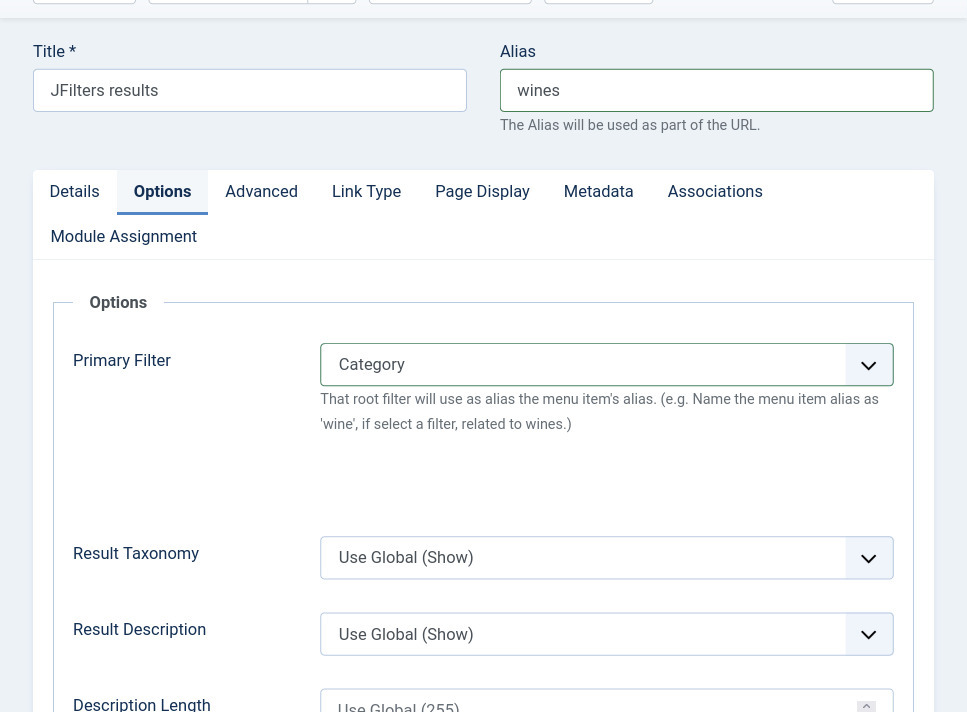 Title *
Alias
JFilters results
wines
The Alias will be used as part of the URL.
Details Options Advanced Link Type Page Display Metadata Associations
Module Assignment
Options
Primary Filter
Category
That root filter will use as alias the menu item's alias. (e.g. Name the menu item alias as
'wine', if select a filter, related to wines.)
Result Taxonomy
Use Global (Show)
Result Description
Use Global (Show)
Description Length
Use Global (255)